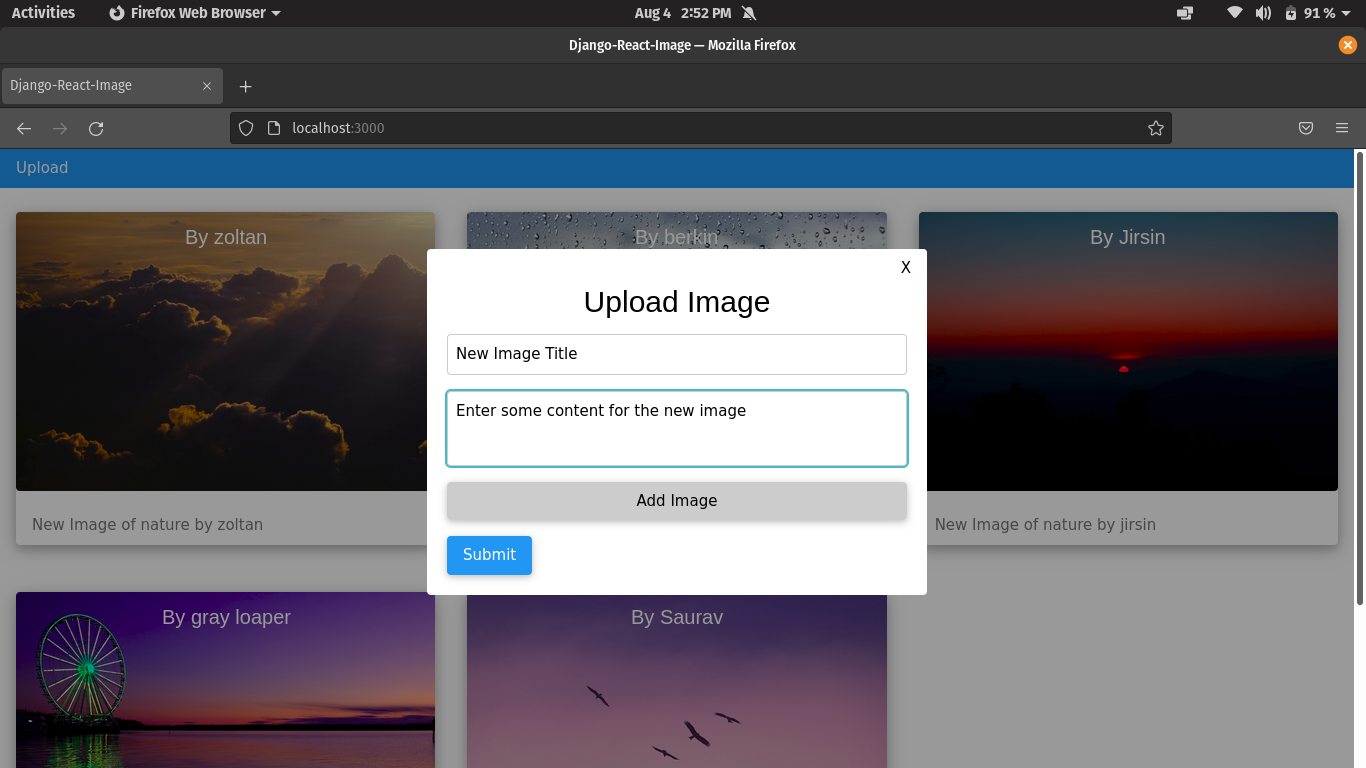 Activities
Firefox Web Browser
Aug 4 2:52 PM
91 %
Django-React-Image — Mozilla Firefox
Django-React-Image
localhost:3000
Upload
By zoltan
By berkin
By Jirsin
X
Upload Image
New Image Title
Enter some content for the new image
Add Image
Submit
New Image of nature by zoltan
New Image of nature by jirsin
By gray loaper
By Saurav